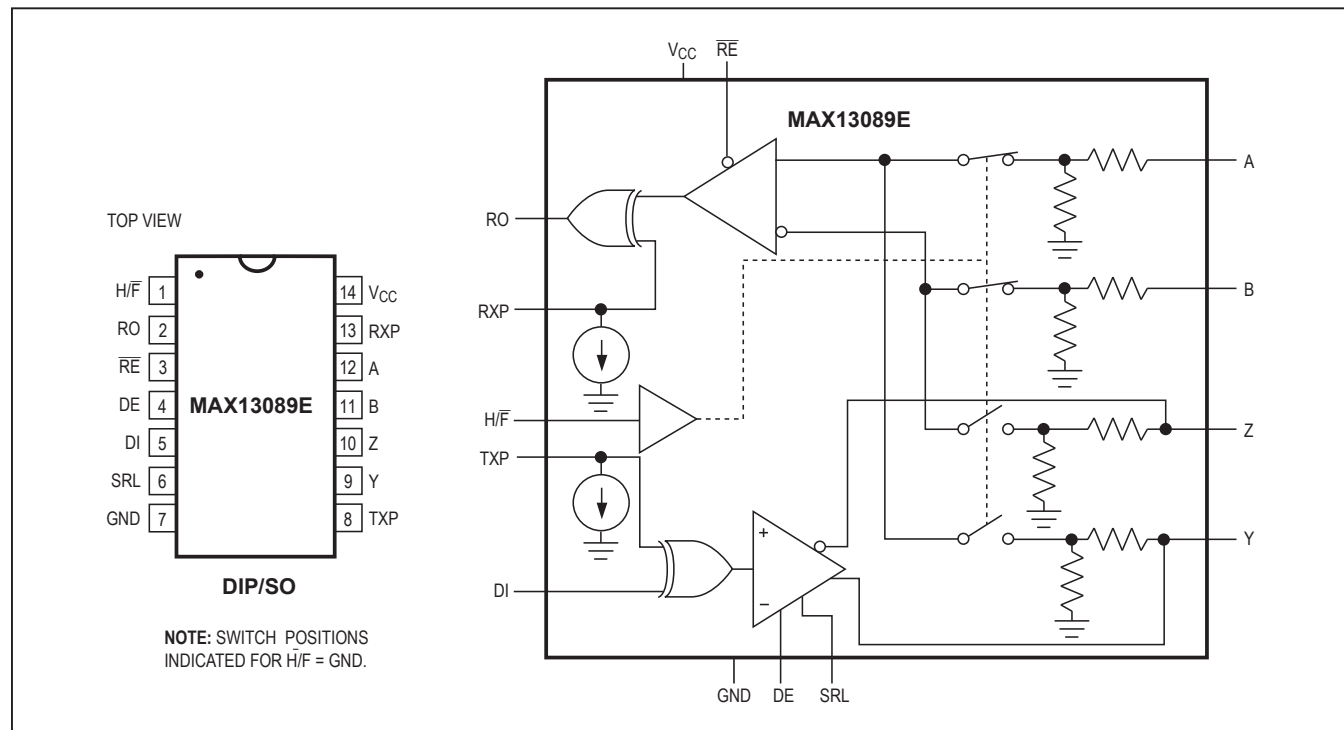 TOP VIEW
H/F̅ 1
RO 2
R̅E̅ 3
DE 4
DI 5
SRL 6
GND 7
MAX13089E
14 VCC
13 RXP
12 A
11 B
10 Z
9 Y
8 TXP
DIP/SO
NOTE: SWITCH POSITIONS
INDICATED FOR H̅/F = GND.
VCC R̅E̅
MAX13089E
RO
RXP
H/F̅
TXP
DI
+
−
A
B
Z
Y
GND DE SRL